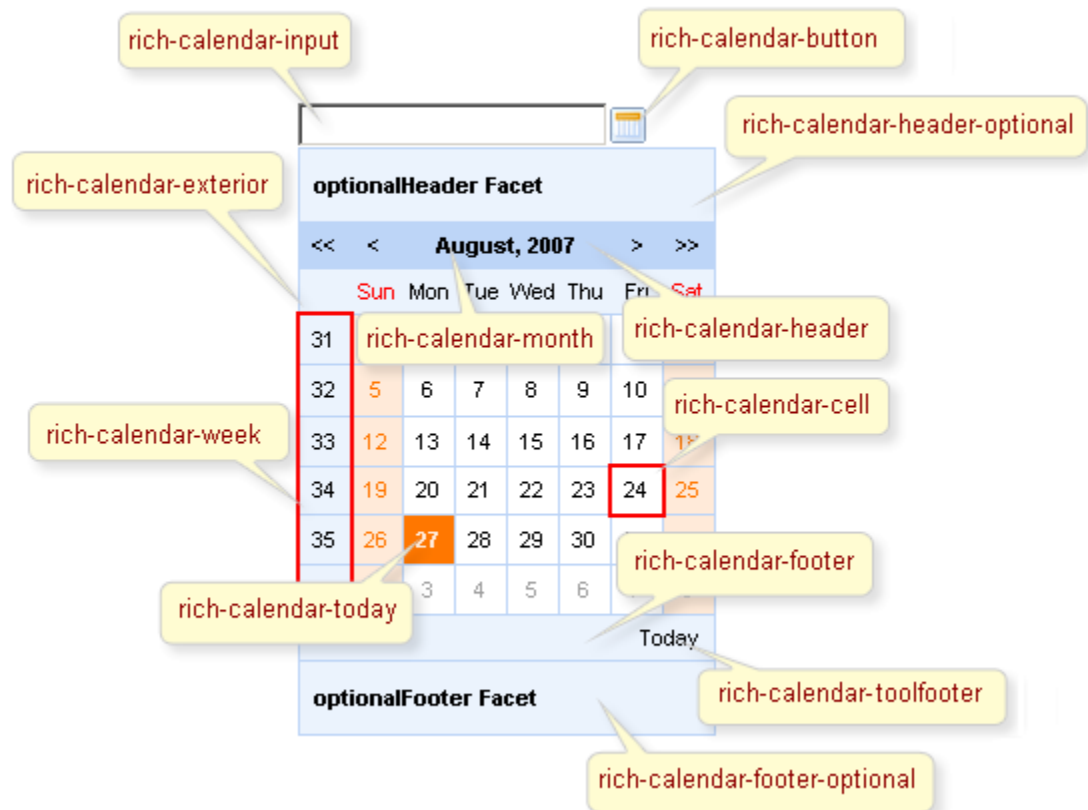 rich-calendar-input
rich-calendar-button
rich-calendar-header-optional
rich-calendar-exterior
optionalHeader Facet
<< < August, 2007 > >>
Sun Mon Tue Wed Thu Fri Sat
rich-calendar-month
rich-calendar-header
31
32 5 6 7 8 9 10
rich-calendar-cell
rich-calendar-week
33 12 13 14 15 16 17 18
34 19 20 21 22 23 24 25
35 26 27 28 29 30
rich-calendar-footer
3 4 5 6
rich-calendar-today
Today
rich-calendar-toolfooter
optionalFooter Facet
rich-calendar-footer-optional